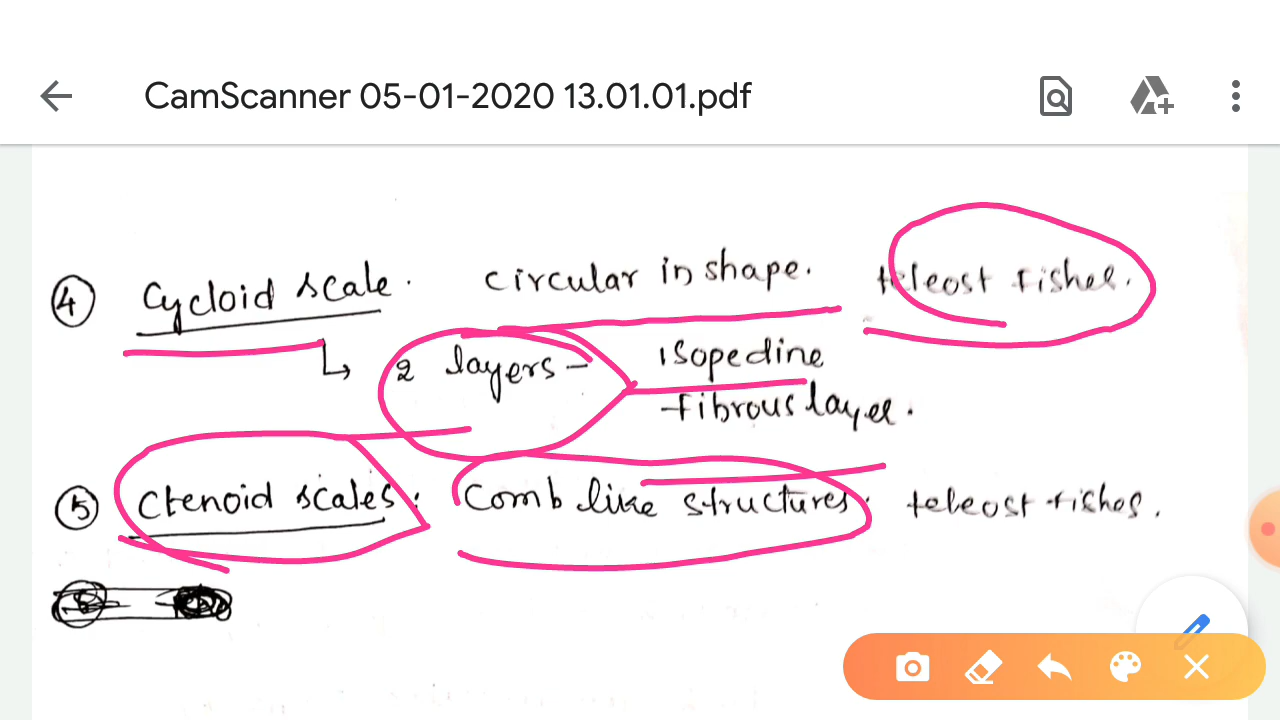 CamScanner 05-01-2020 13.01.01.pdf
④ Cycloid scale. circular in shape. teleost fishes.
↳ 2 layers - isopedine
fibrous layer.
⑤ Ctenoid scales: Comb like structures. teleost fishes.